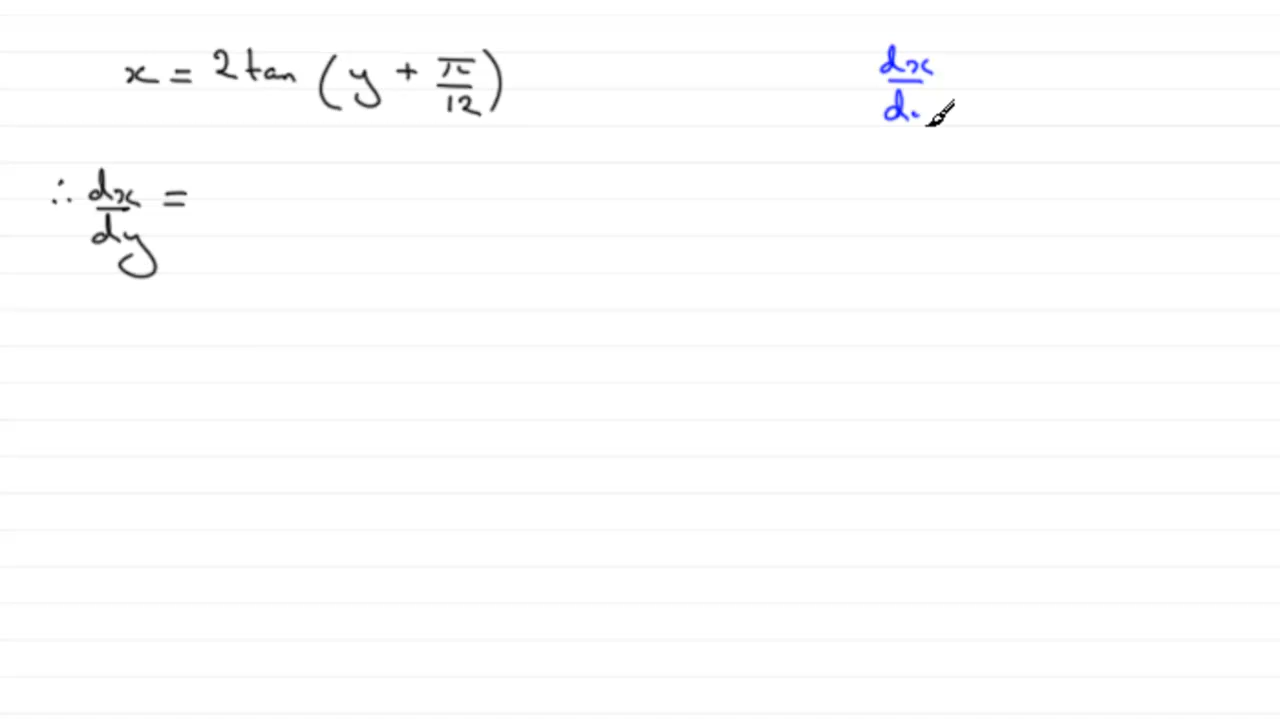 x = 2 tan (y + π/12)
dx/d
∴ dx/dy =